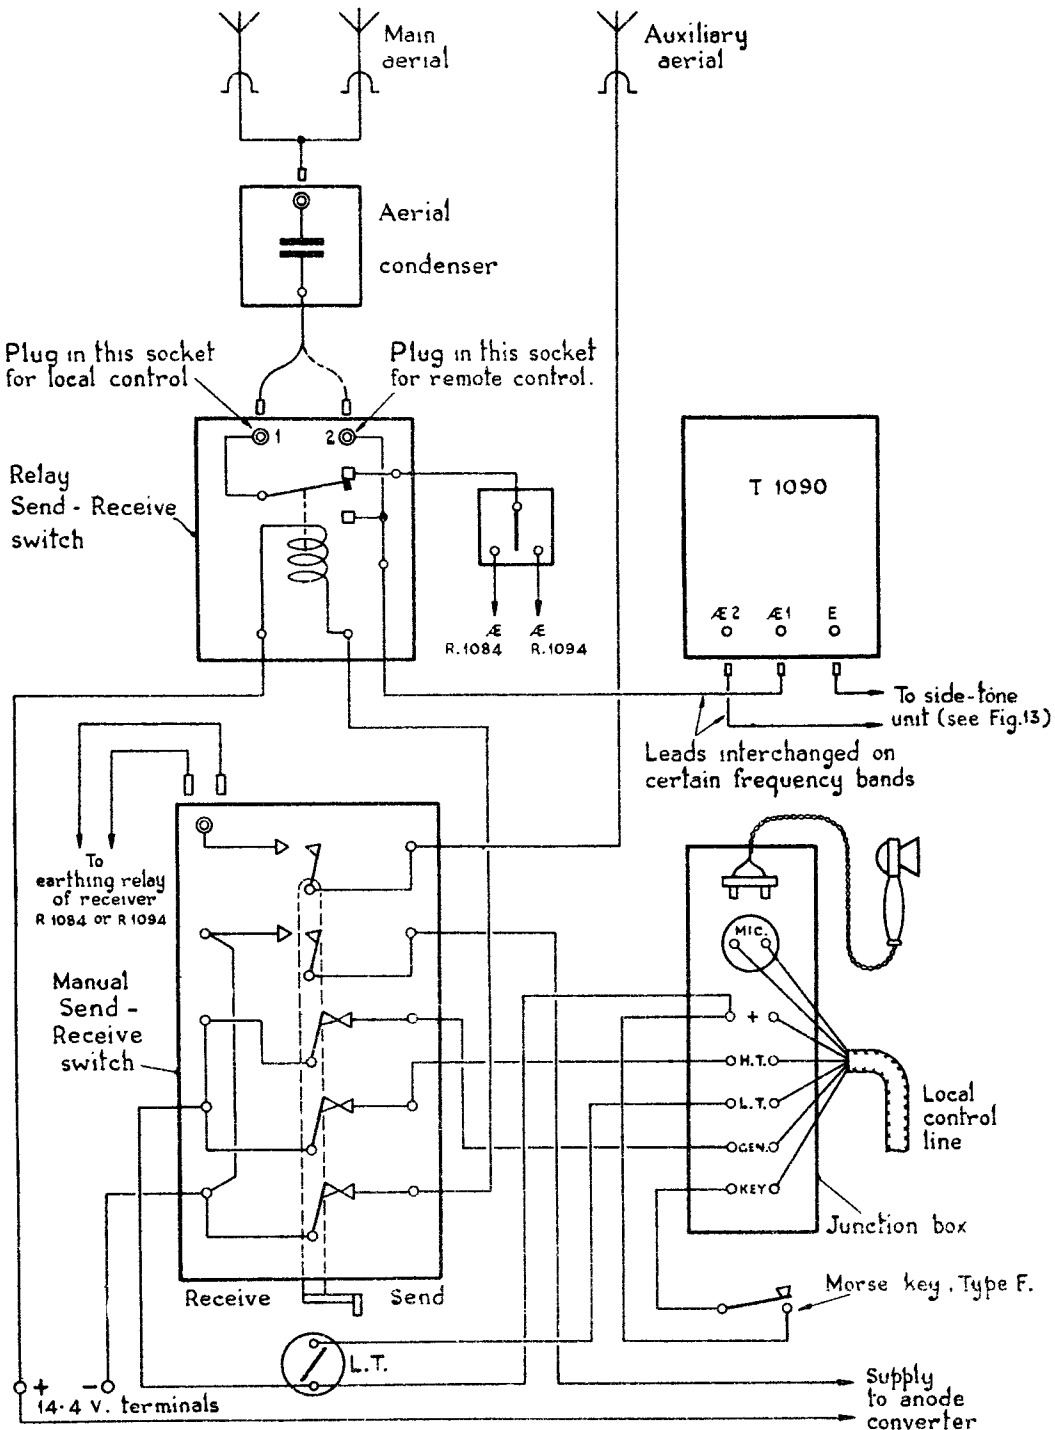 Main
aerial
Auxiliary
aerial
Aerial
condenser
Plug in this socket
for local control
Plug in this socket
for remote control.
1
2
Relay
Send - Receive
switch
T 1090
Æ2
Æ1
E
Æ
R.1084
Æ
R.1094
To side-tone
unit (see Fig.13)
Leads interchanged on
certain frequency bands
To
earthing relay
of receiver
R 1084 or R 1094
MIC.
Manual
Send -
Receive
switch
+
H.T.
L.T.
GEN.
KEY
Local
control
line
Junction box
Receive
Send
Morse key, Type F.
L.T.
+
-
14·4 V. terminals
Supply
to anode
converter